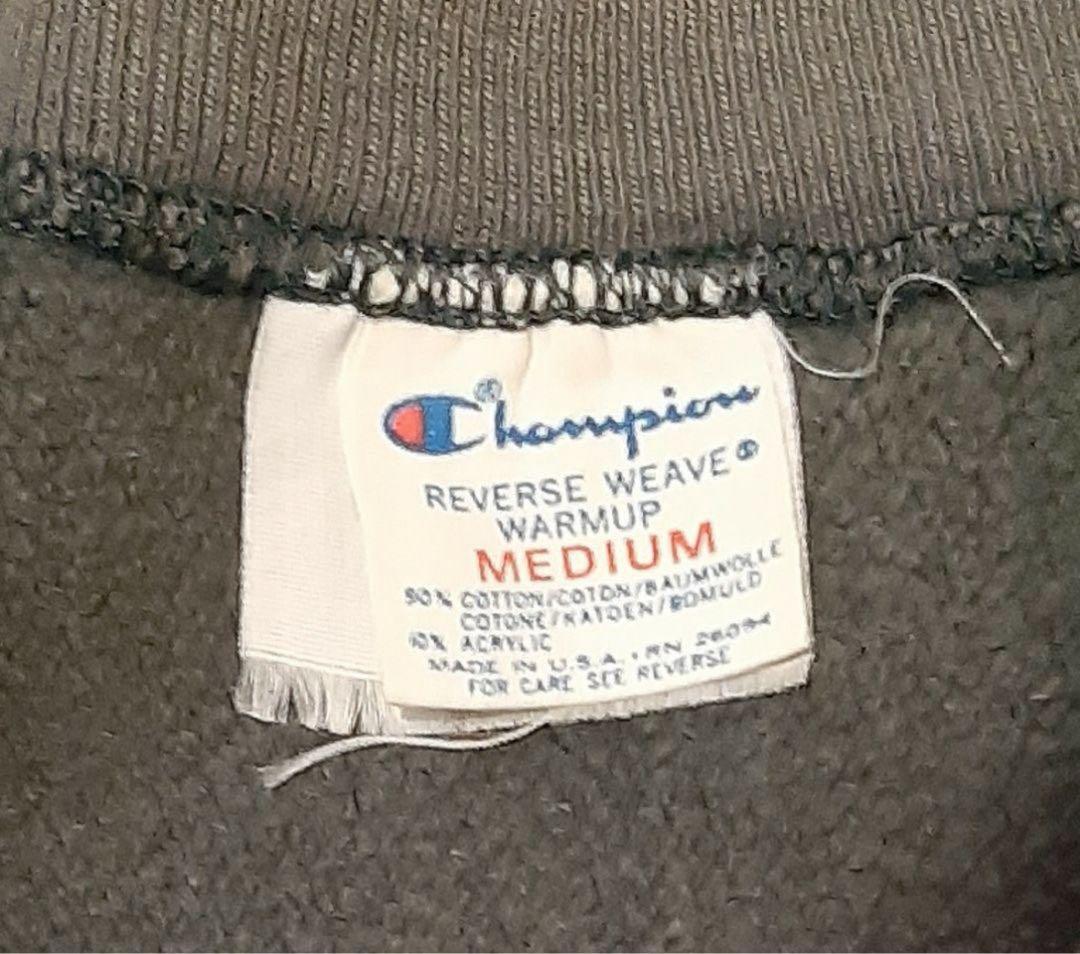 Champion®
REVERSE WEAVE®
WARMUP
MEDIUM
90% COTTON/COTON/BAUMWOLLE
COTONE/KATOEN/BOMULD
10% ACRYLIC
MADE IN U.S.A. • RN 26094
FOR CARE SEE REVERSE